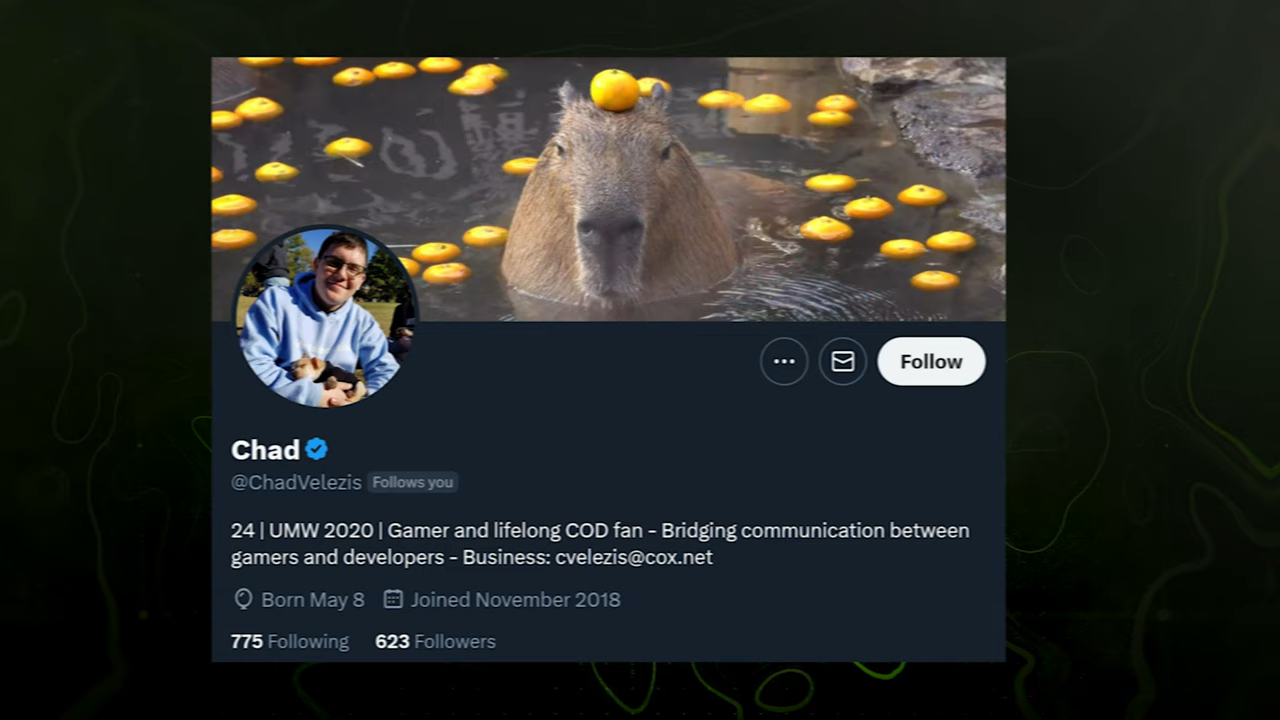 Follow
Chad
@ChadVelezis Follows you
24 | UMW 2020 | Gamer and lifelong COD fan - Bridging communication between
gamers and developers - Business: cvelezis@cox.net
Born May 8 Joined November 2018
775 Following 623 Followers